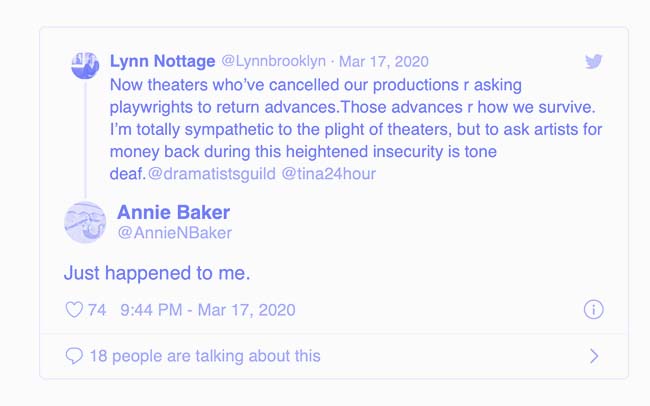 Lynn Nottage @Lynnbrooklyn · Mar 17, 2020
Now theaters who've cancelled our productions r asking
playwrights to return advances.Those advances r how we survive.
I'm totally sympathetic to the plight of theaters, but to ask artists for
money back during this heightened insecurity is tone
deaf.@dramatistsguild @tina24hour
Annie Baker
@AnnieNBaker
Just happened to me.
74 9:44 PM - Mar 17, 2020
18 people are talking about this